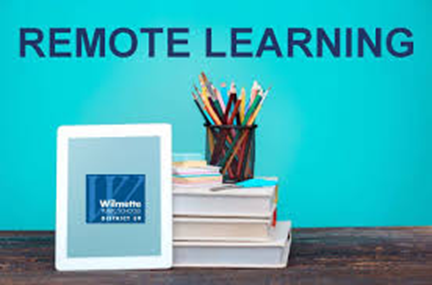 REMOTE LEARNING
Wilmette
PUBLIC SCHOOLS
DISTRICT 39